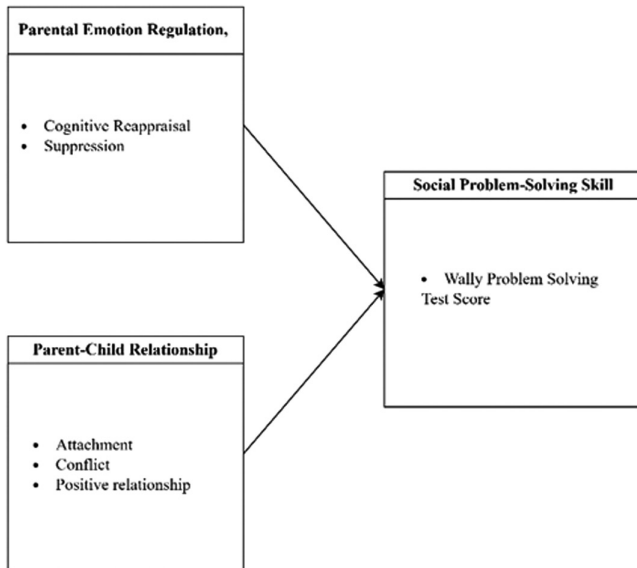 Parental Emotion Regulation,
• Cognitive Reappraisal
• Suppression
Social Problem-Solving Skill
• Wally Problem Solving
Test Score
Parent-Child Relationship
• Attachment
• Conflict
• Positive relationship